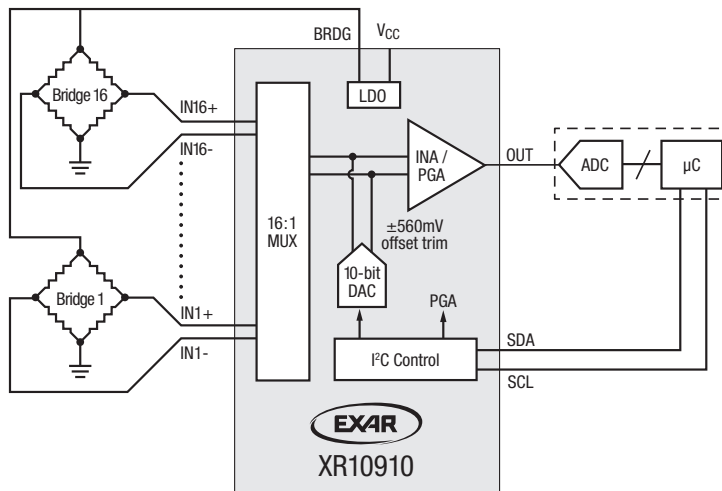 BRDG
VCC
LDO
Bridge 16
IN16+
IN16-
16:1
MUX
INA /
PGA
OUT
ADC
µC
±560mV
offset trim
10-bit
DAC
PGA
Bridge 1
IN1+
IN1-
I²C Control
SDA
SCL
EXAR
XR10910